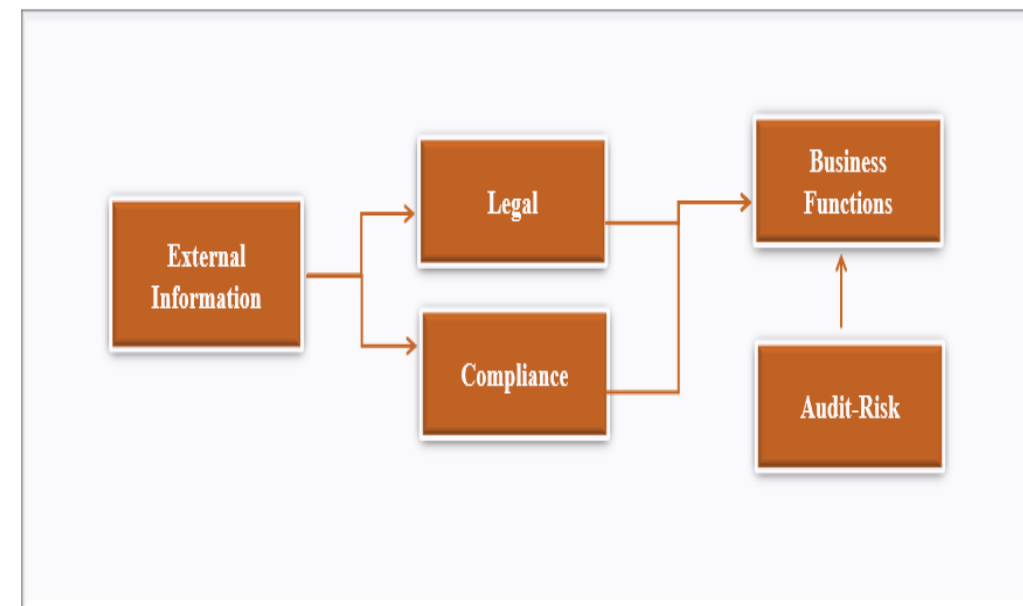 External
Information
Legal
Compliance
Business
Functions
Audit-Risk